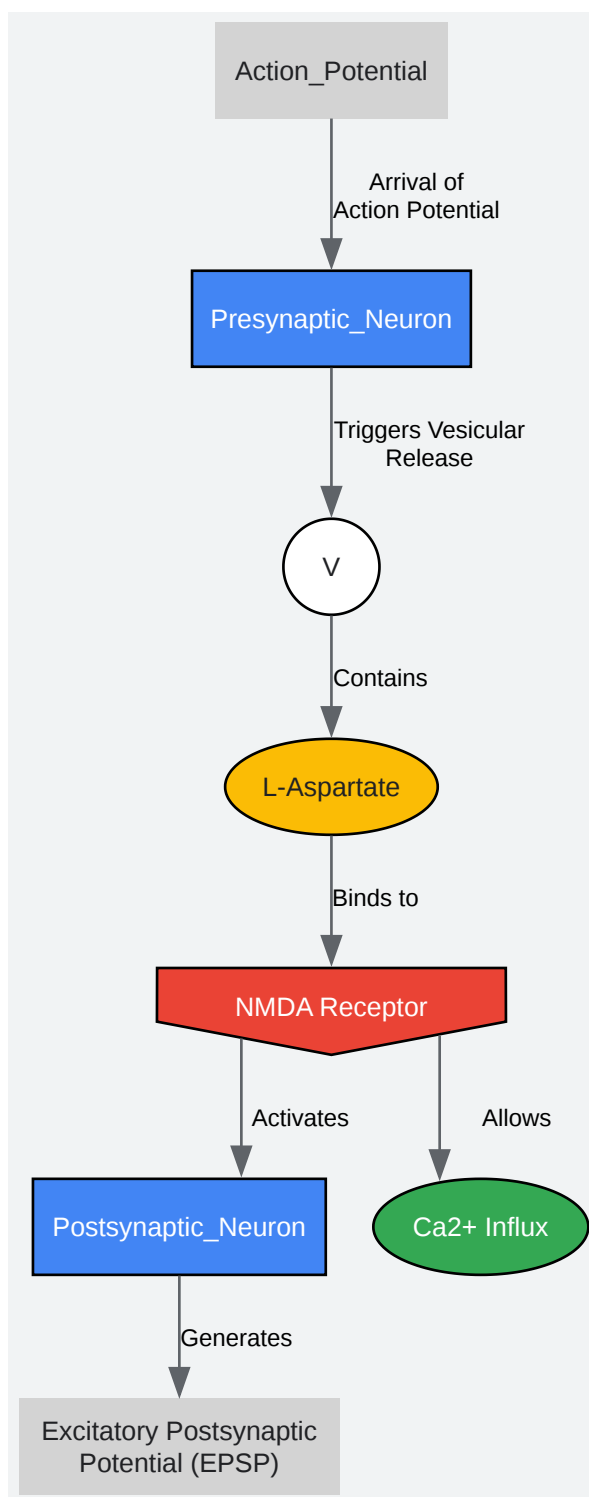 Action_Potential
Arrival of
Action Potential
Presynaptic_Neuron
Triggers Vesicular
Release
V
Contains
L-Aspartate
Binds to
NMDA Receptor
Activates
Allows
Postsynaptic_Neuron
Ca2+ Influx
Generates
Excitatory Postsynaptic
Potential (EPSP)